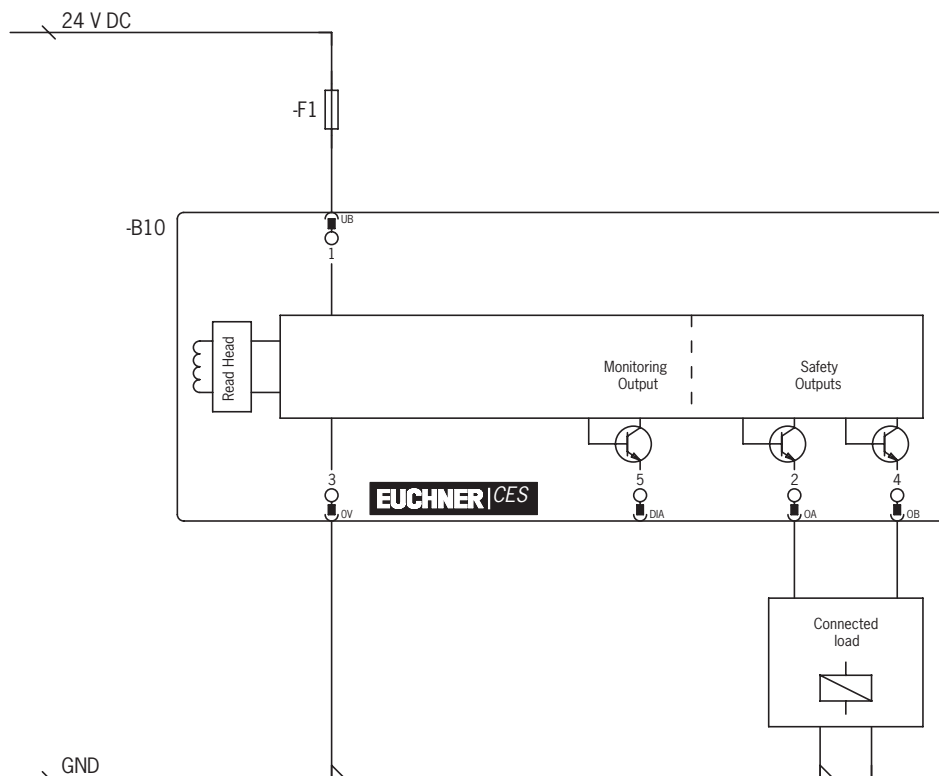 24 V DC
-F1
-B10
UB
1
Read Head
Monitoring
Output
Safety
Outputs
3
5
2
4
EUCHNER|CES
0V
DIA
OA
OB
Connected
load
GND